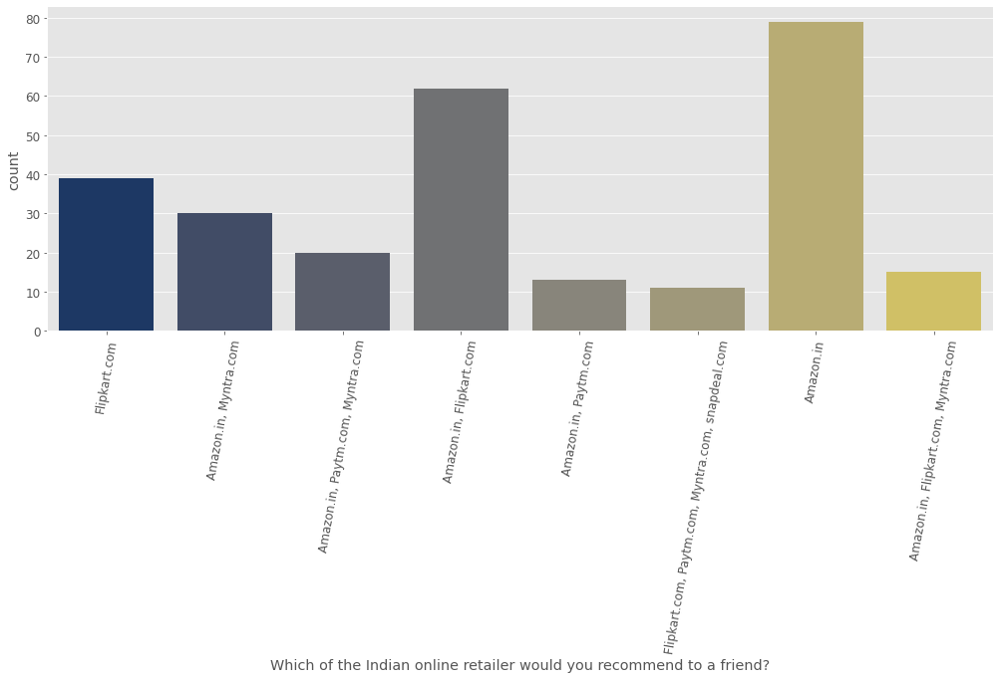 80
70
60
50
40
30
20
10
0
count
Flipkart.com
Amazon.in, Myntra.com
Amazon.in, Paytm.com, Myntra.com
Amazon.in, Flipkart.com
Amazon.in, Paytm.com
Flipkart.com, Paytm.com, Myntra.com, snapdeal.com
Amazon.in
Amazon.in, Flipkart.com, Myntra.com
Which of the Indian online retailer would you recommend to a friend?